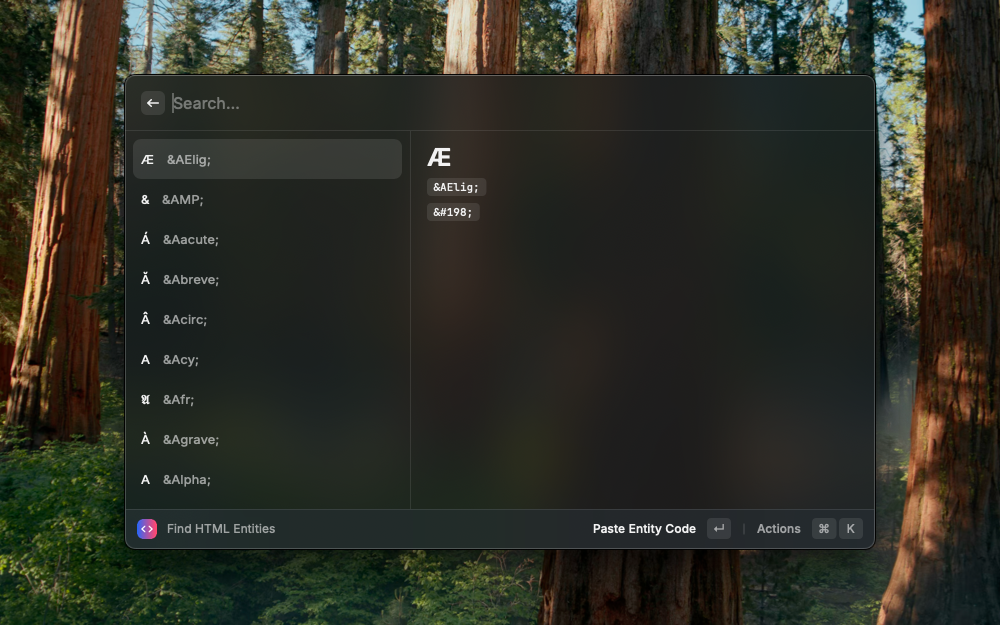 Search...
Æ &AElig;
& &AMP;
Á &Aacute;
Ă &Abreve;
Â &Acirc;
А &Acy;
𝔄 &Afr;
À &Agrave;
Α &Alpha;
Æ
&AElig;
&#198;
Find HTML Entities
Paste Entity Code ↵ | Actions ⌘ K